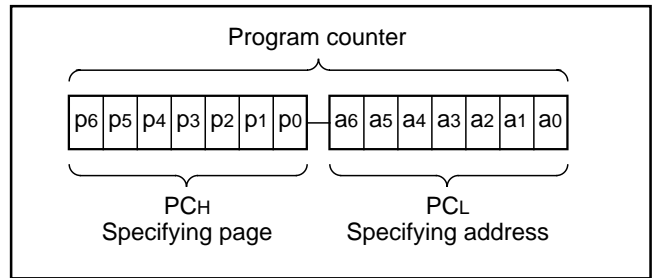 Program counter
p6 p5 p4 p3 p2 p1 p0 a6 a5 a4 a3 a2 a1 a0
PCH PCL
Specifying page Specifying address